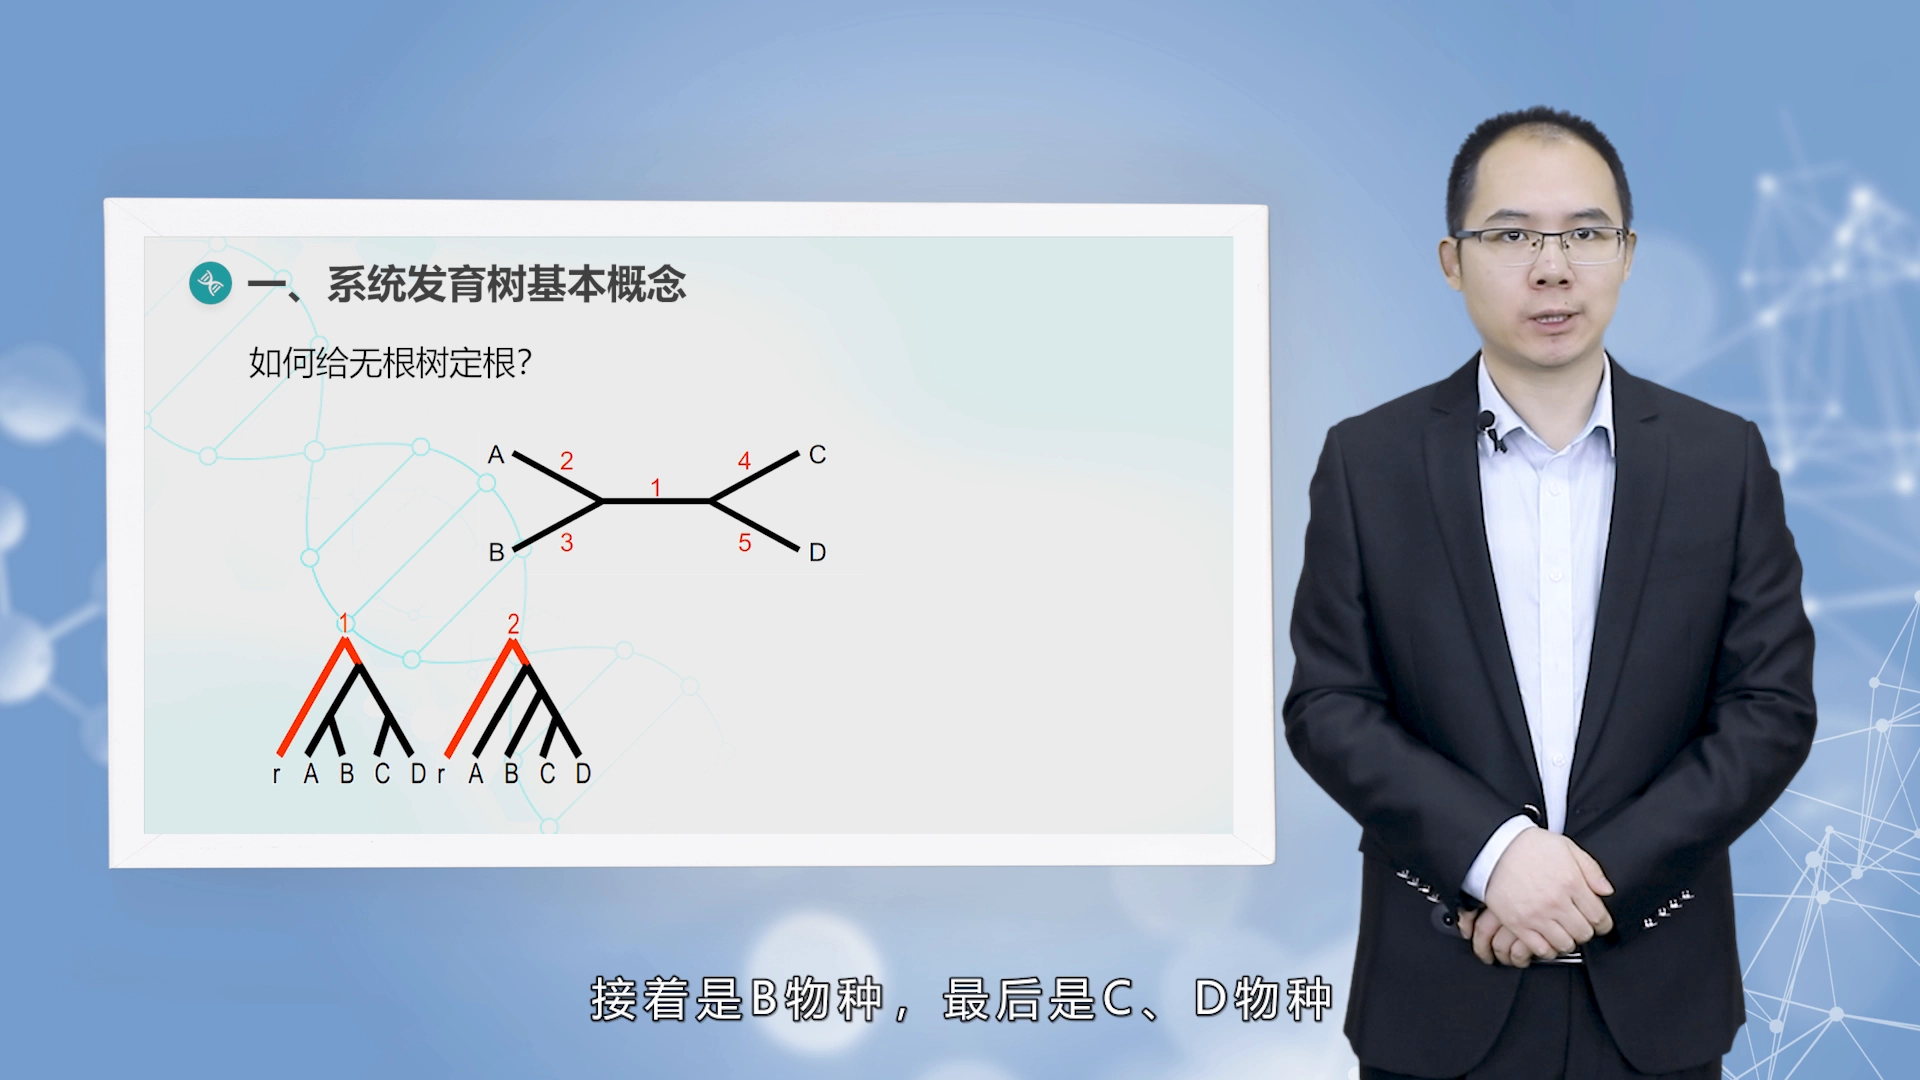 一、系统发育树基本概念
如何给无根树定根？
A 2 4 C
1
B 3 5 D
1 2
r A B C D r A B C D
接着是B物种，最后是C、D物种